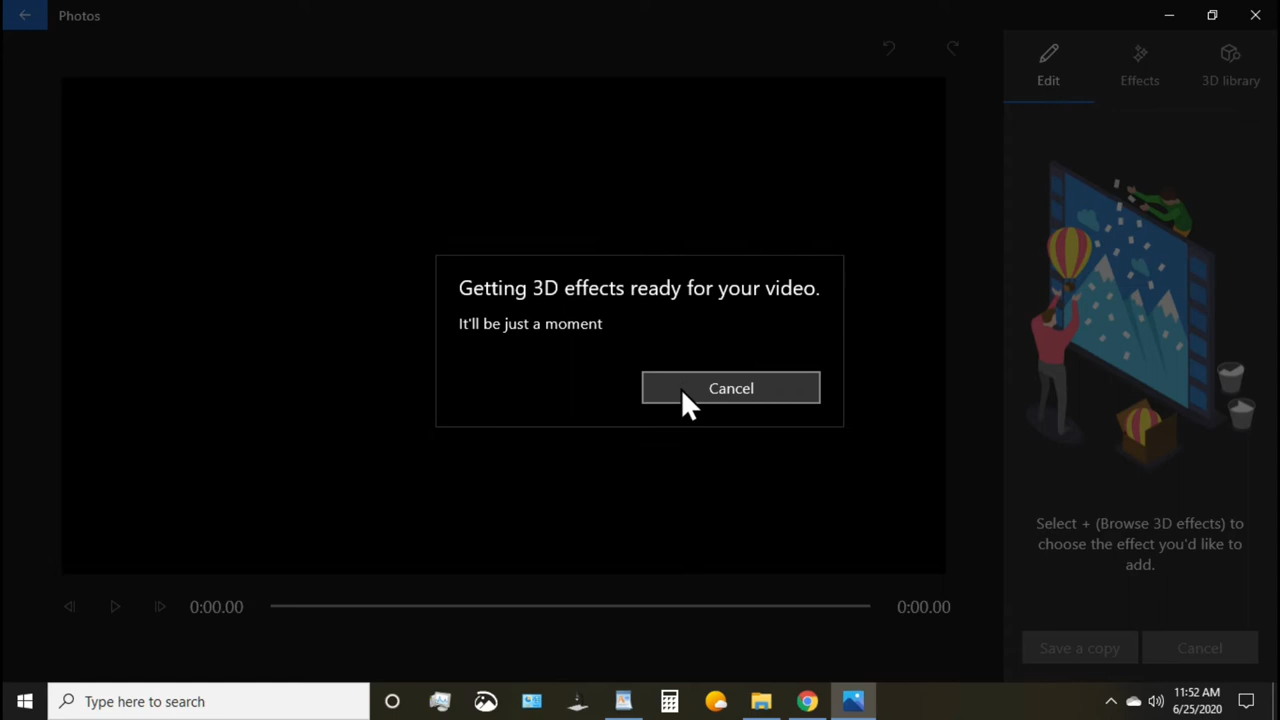 Photos
Edit
Effects
3D library
Getting 3D effects ready for your video.
It'll be just a moment
Cancel
Select + (Browse 3D effects) to
choose the effect you'd like to
add.
0:00.00
0:00.00
Save a copy
Cancel
Type here to search
11:52 AM
6/25/2020